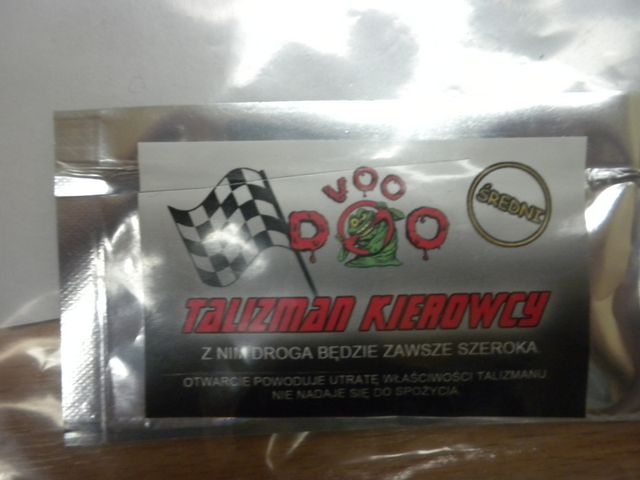 VOO
DOO
ŚREDNI
TALIZMAN KIEROWCY
Z NIM DROGA BĘDZIE ZAWSZE SZEROKA
OTWARCIE POWODUJE UTRATĘ WŁAŚCIWOŚCI TALIZMANU
NIE NADAJE SIĘ DO SPOŻYCIA